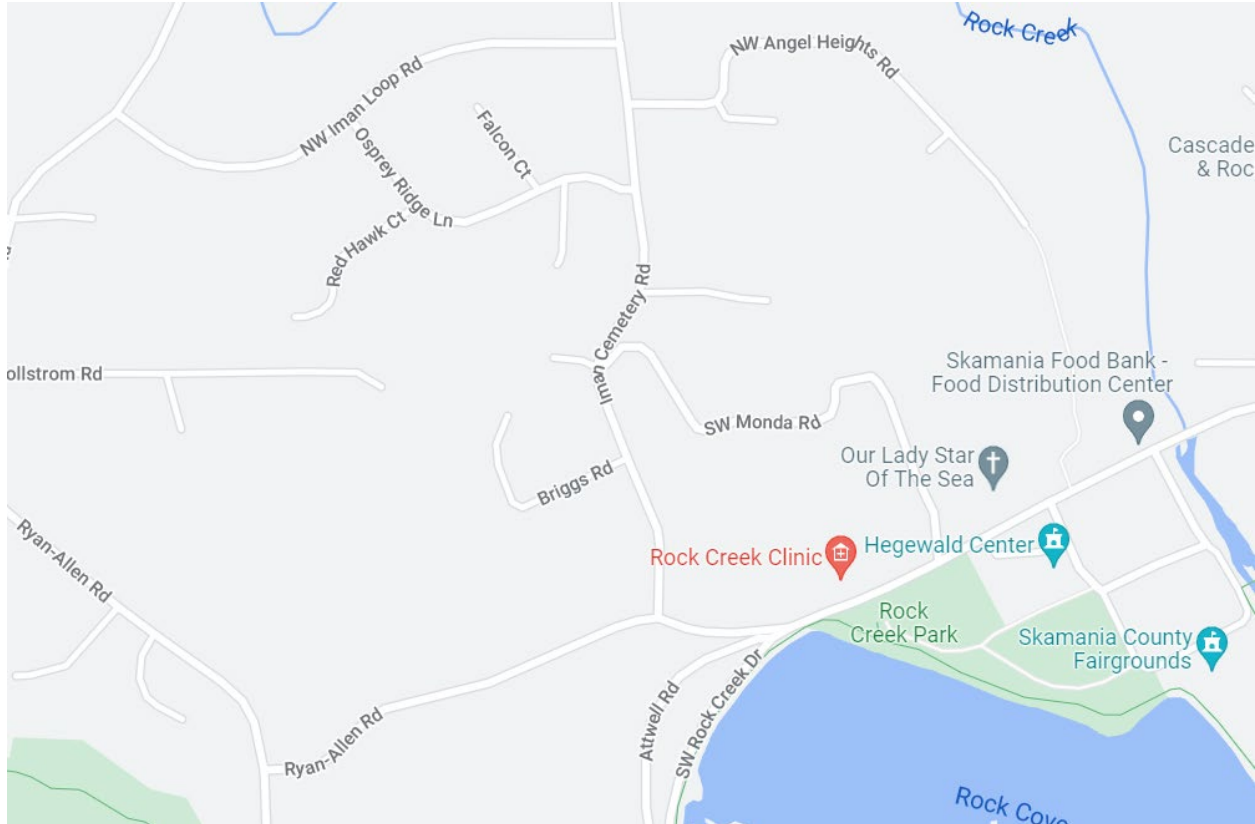 Rock Creek
NW Angel Heights Rd
NW Iman Loop Rd
Falcon Ct
Osprey Ridge Ln
Cascade
& Roc
Red Hawk Ct
Iman Cemetery Rd
ollstrom Rd
Skamania Food Bank -
Food Distribution Center
SW Monda Rd
Our Lady Star
Of The Sea
Briggs Rd
Ryan-Allen Rd
Rock Creek Clinic
Hegewald Center
Rock
Creek Park
Skamania County
Fairgrounds
Attwell Rd
SW Rock Creek Dr
Ryan-Allen Rd
Rock Cove